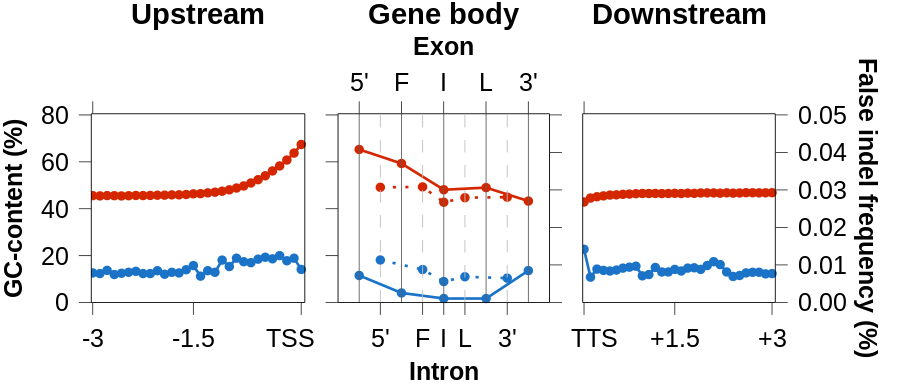 Upstream
Gene body
Downstream
Exon
5' F I L 3'
GC-content (%)
80
60
40
20
0
0.05
0.04
0.03
0.02
0.01
0.00
False indel frequency (%)
-3 -1.5 TSS
5' F I L 3'
TTS +1.5 +3
Intron